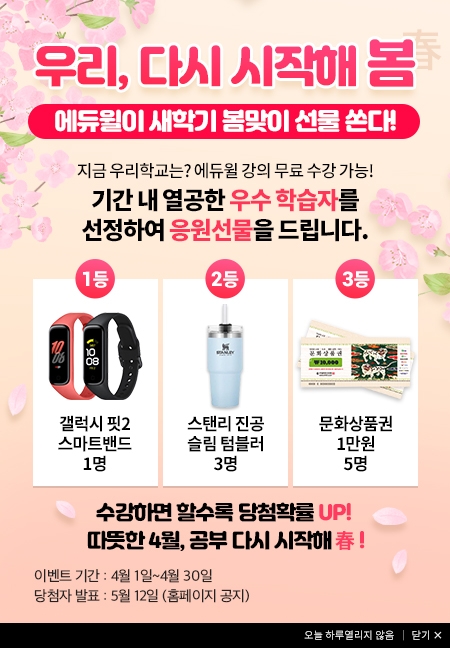 春
우리, 다시 시작해 봄
에듀윌이 새학기 봄맞이 선물 쏜다!
지금 우리학교는? 에듀윌 강의 무료 수강 가능!
기간 내 열공한 우수 학습자를
선정하여 응원선물을 드립니다.
1등
2등
3등
갤럭시 핏2
스마트밴드
1명
STANLEY
스탠리 진공
슬림 텀블러
3명
문화상품권
₩10,000
문화상품권
1만원
5명
수강하면 할수록 당첨확률 UP!
따뜻한 4월, 공부 다시 시작해 春 !
이벤트 기간 : 4월 1일~4월 30일
당첨자 발표 : 5월 12일 (홈페이지 공지)
오늘 하루열리지 않음 | 닫기 ✕